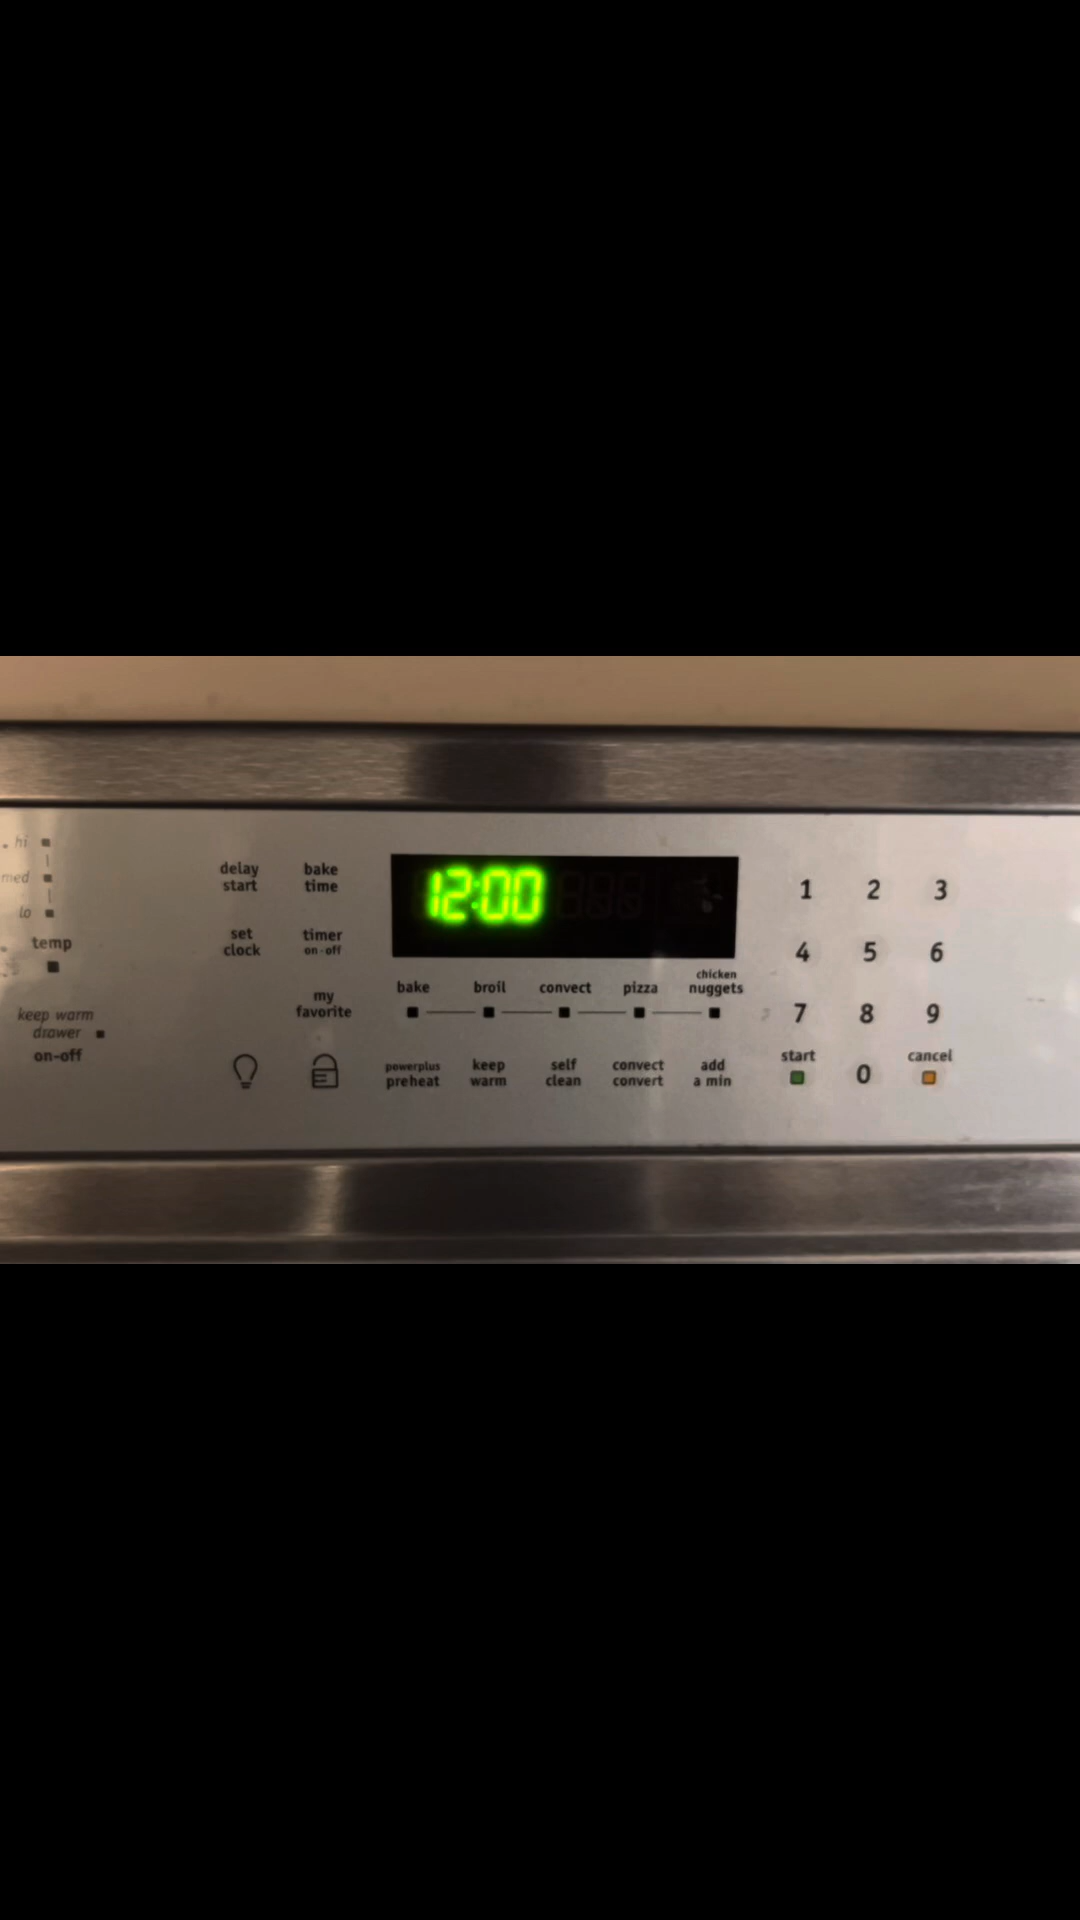 hi
med
lo
temp
keep warm
drawer
on-off
delay
start
bake
time
set
clock
timer
on-off
my
favorite
12:00
bake
broil
convect
pizza
chicken
nuggets
powerplus
preheat
keep
warm
self
clean
convect
convert
add
a min
1 2 3
4 5 6
7 8 9
start
0
cancel